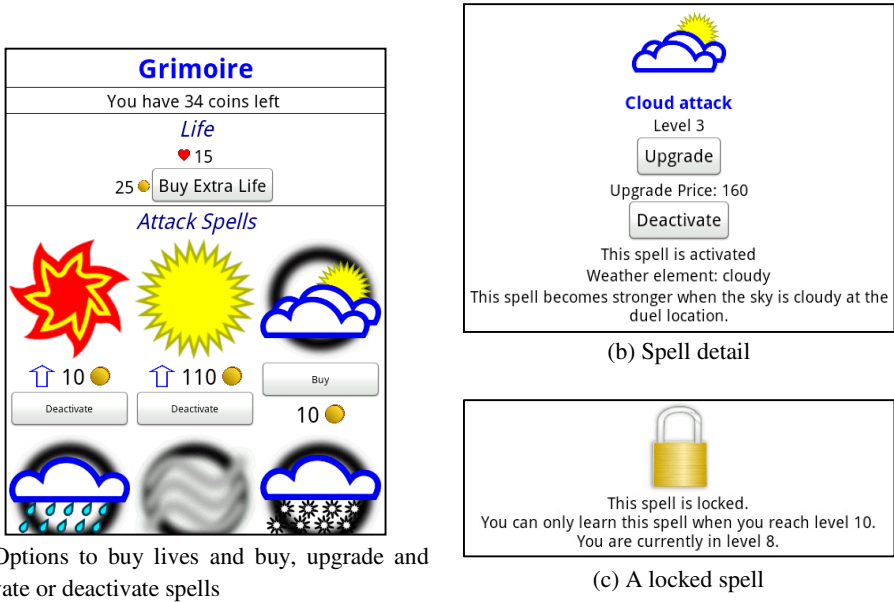 Grimoire
You have 34 coins left
Life
15
25 Buy Extra Life
Attack Spells
10
110
Buy
Deactivate
Deactivate
10
Options to buy lives and buy, upgrade and
vate or deactivate spells
Cloud attack
Level 3
Upgrade
Upgrade Price: 160
Deactivate
This spell is activated
Weather element: cloudy
This spell becomes stronger when the sky is cloudy at the
duel location.
(b) Spell detail
This spell is locked.
You can only learn this spell when you reach level 10.
You are currently in level 8.
(c) A locked spell